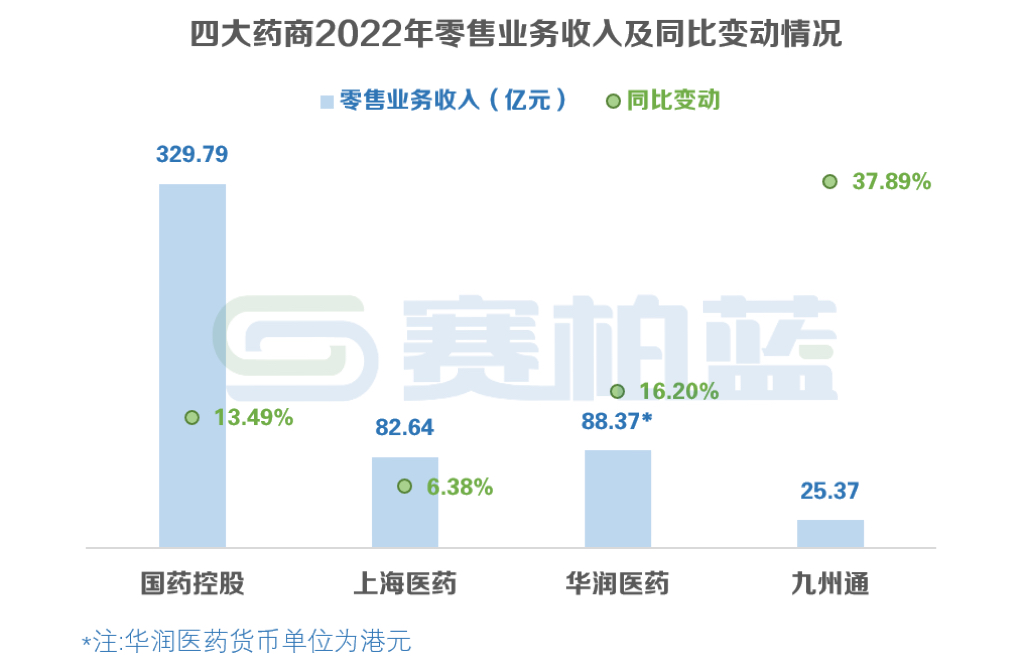 四大药商2022年零售业务收入及同比变动情况
零售业务收入（亿元） 同比变动
329.79
37.89%
赛柏蓝
16.20%
13.49%
88.37*
82.64
6.38%
25.37
国药控股 上海医药 华润医药 九州通
*注:华润医药货币单位为港元